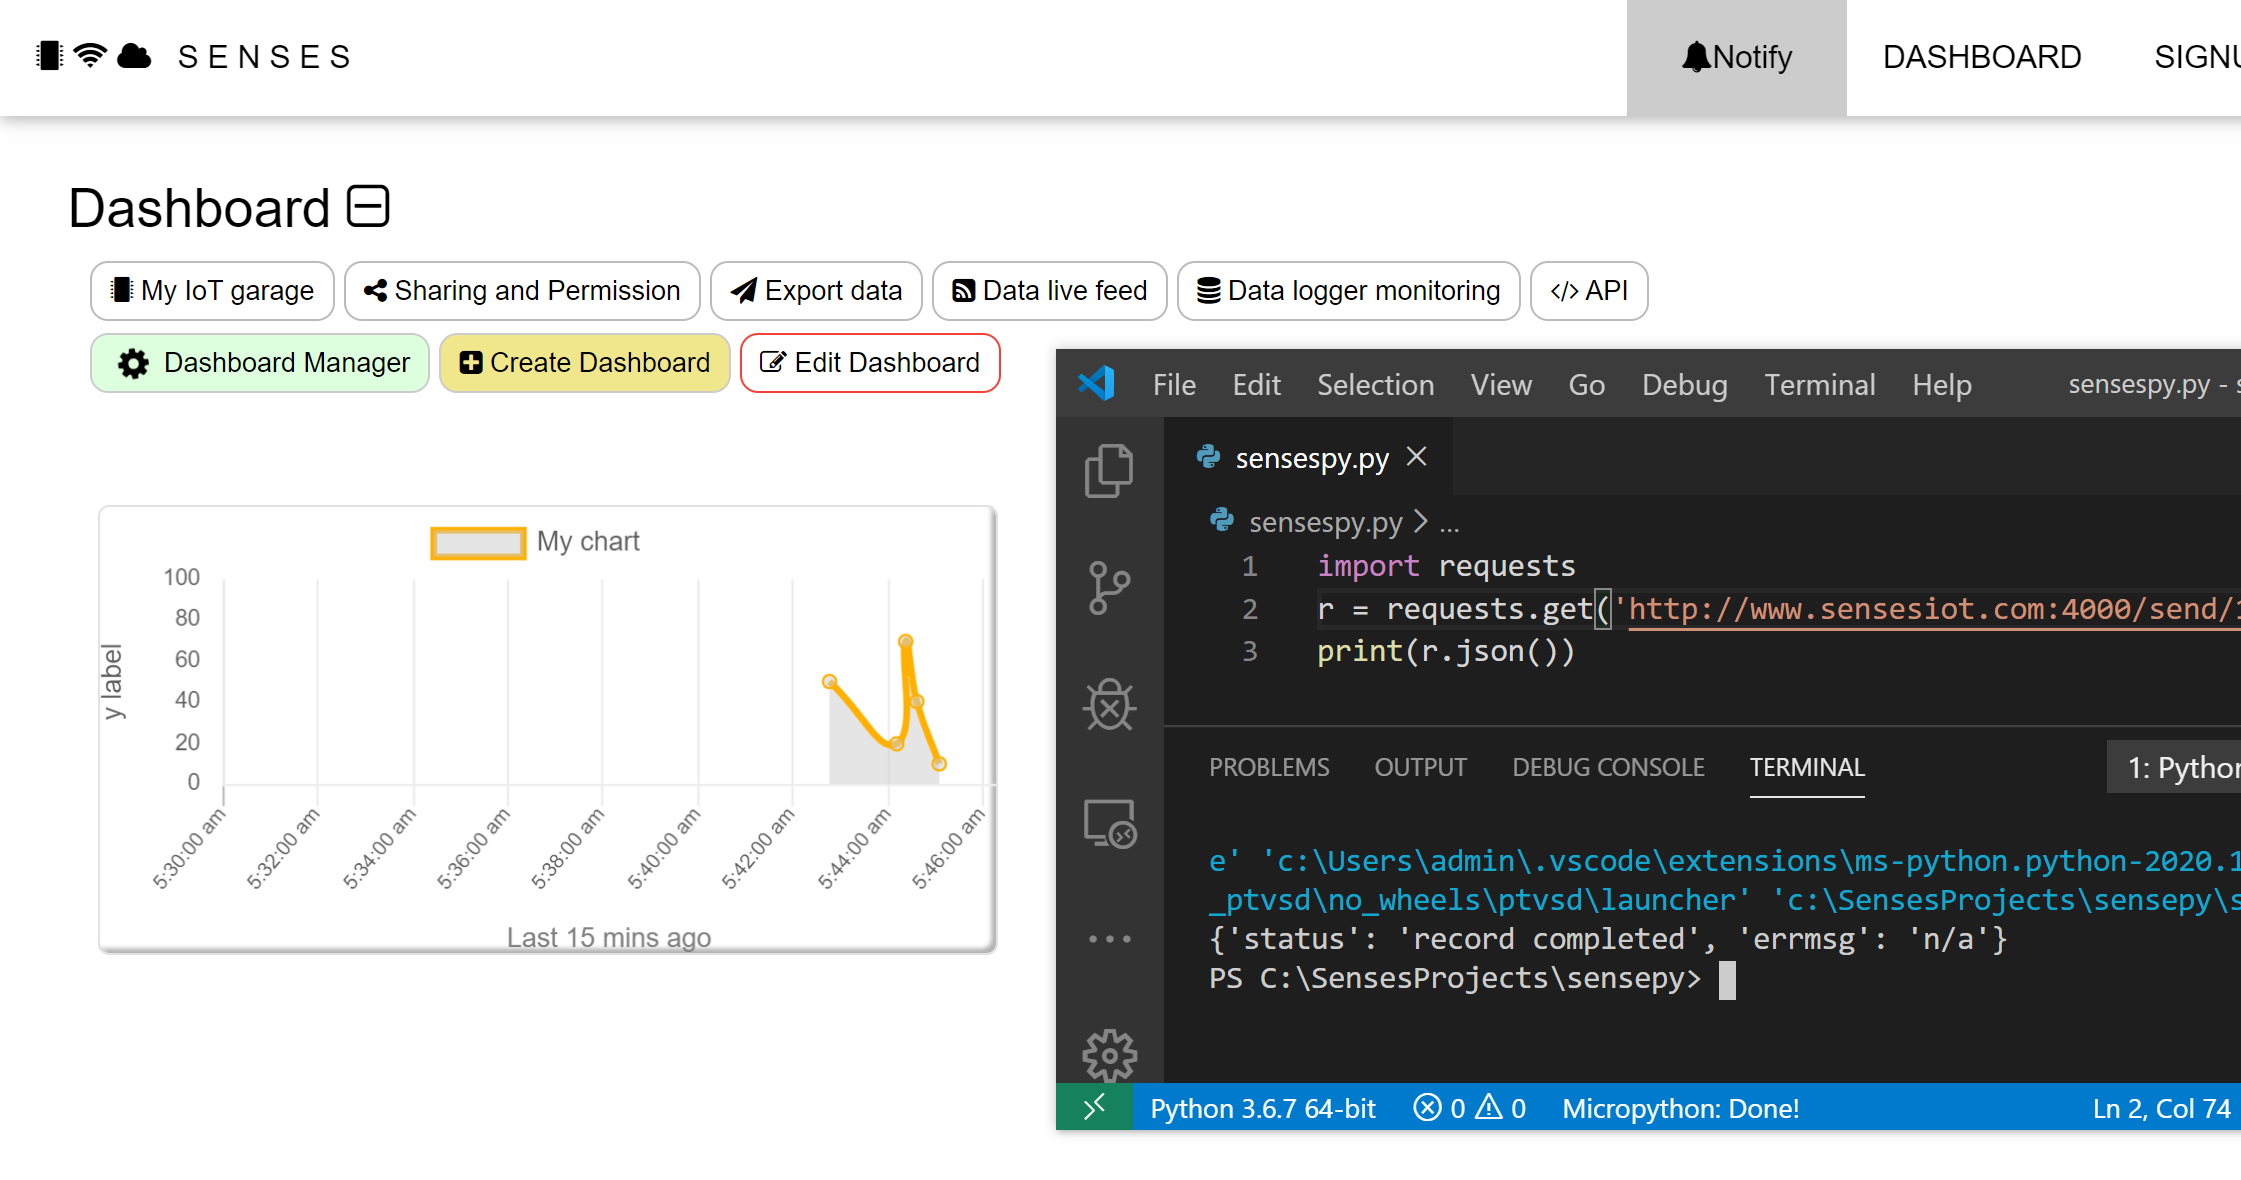 SENSES
Notify
DASHBOARD
Dashboard
My IoT garage
Sharing and Permission
Export data
Data live feed
Data logger monitoring
</> API
Dashboard Manager
Create Dashboard
Edit Dashboard
My chart
100
80
60
40
20
0
y label
5:30:00 am
5:32:00 am
5:34:00 am
5:36:00 am
5:38:00 am
5:40:00 am
5:42:00 am
5:44:00 am
5:46:00 am
Last 15 mins ago
File Edit Selection View Go Debug Terminal Help sensespy.py -
sensespy.py
sensespy.py > ...
1 import requests
2 r = requests.get('http://www.sensesiot.com:4000/send/
3 print(r.json())
PROBLEMS OUTPUT DEBUG CONSOLE TERMINAL
1: Python
e' 'c:\Users\admin\.vscode\extensions\ms-python.python-2020.1
_ptvsd\no_wheels\ptvsd\launcher' 'c:\SensesProjects\sensepy\s
{'status': 'record completed', 'errmsg': 'n/a'}
PS C:\SensesProjects\sensepy>
Python 3.6.7 64-bit 0 0 Micropython: Done! Ln 2, Col 74